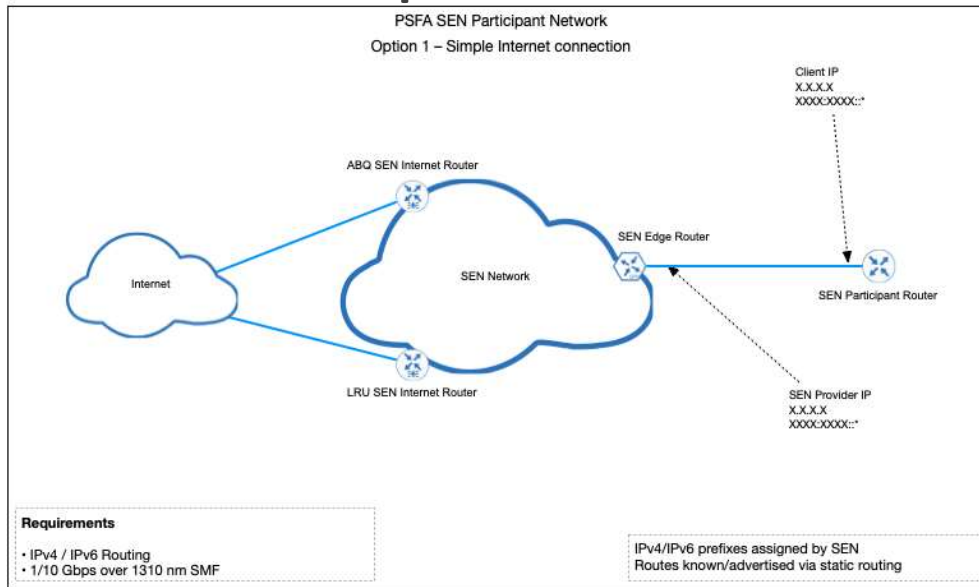 PSFA SEN Participant Network
Option 1 – Simple Internet connection
Client IP
X.X.X.X
XXXX:XXXX::*
ABQ SEN Internet Router
SEN Edge Router
Internet
SEN Network
SEN Participant Router
LRU SEN Internet Router
SEN Provider IP
X.X.X.X
XXXX:XXXX::*
Requirements
• IPv4 / IPv6 Routing
• 1/10 Gbps over 1310 nm SMF
IPv4/IPv6 prefixes assigned by SEN
Routes known/advertised via static routing